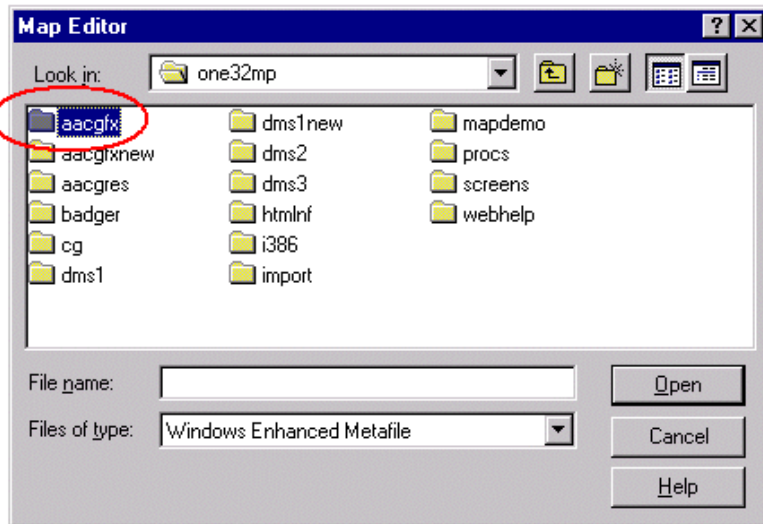 Map Editor
Look in: one32mp
aacgfx dms1new mapdemo
aacgfxnew dms2 procs
aacgres dms3 screens
badger htmlnf webhelp
cg i386
dms1 import
File name: Open
Files of type: Windows Enhanced Metafile Cancel
Help